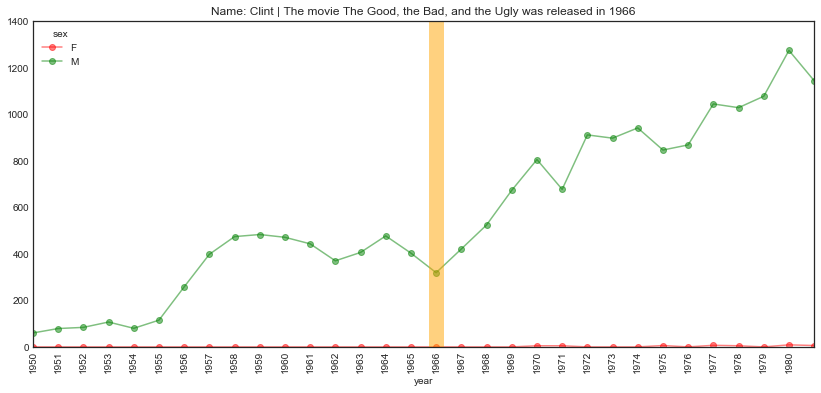 Name: Clint | The movie The Good, the Bad, and the Ugly was released in 1966
1400
1200
1000
800
600
400
200
0
sex
F
M
1950 1951 1952 1953 1954 1955 1956 1957 1958 1959 1960 1961 1962 1963 1964 1965 1966 1967 1968 1969 1970 1971 1972 1973 1974 1975 1976 1977 1978 1979 1980
year